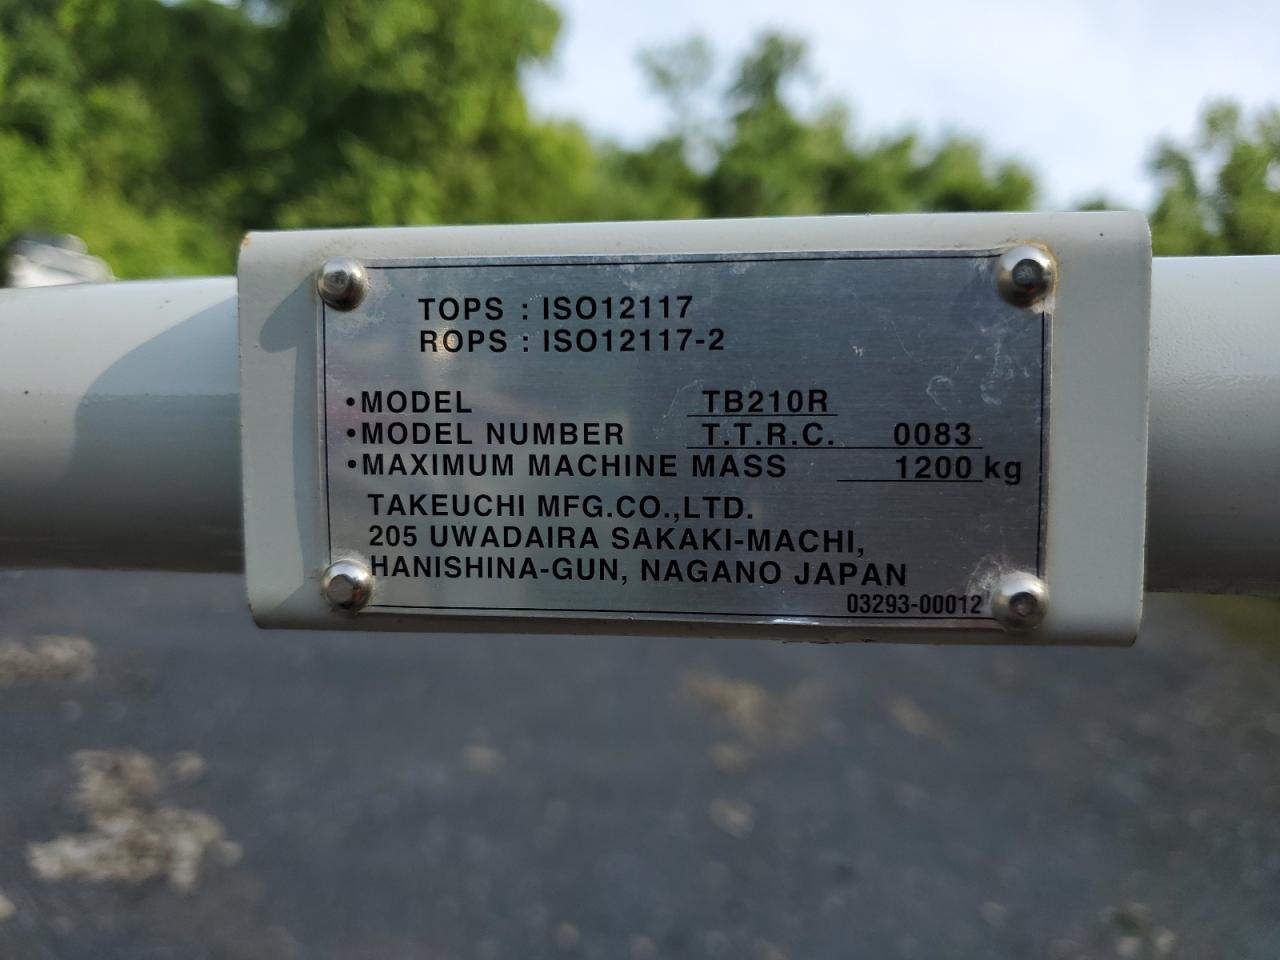 TOPS : ISO12117
ROPS : ISO12117-2
•MODEL TB210R
•MODEL NUMBER T.T.R.C. 0083
•MAXIMUM MACHINE MASS 1200 kg
TAKEUCHI MFG.CO.,LTD.
205 UWADAIRA SAKAKI-MACHI,
HANISHINA-GUN, NAGANO JAPAN
03293-00012